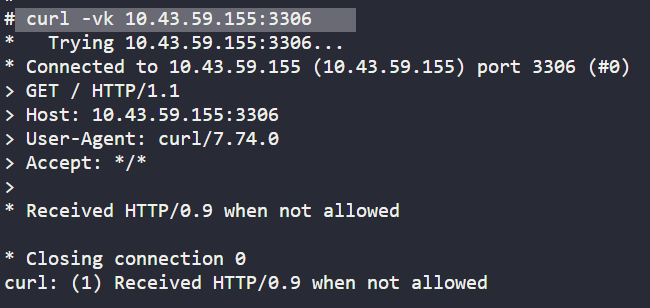 # curl -vk 10.43.59.155:3306
*   Trying 10.43.59.155:3306...
* Connected to 10.43.59.155 (10.43.59.155) port 3306 (#0)
> GET / HTTP/1.1
> Host: 10.43.59.155:3306
> User-Agent: curl/7.74.0
> Accept: */*
>
* Received HTTP/0.9 when not allowed
* Closing connection 0
curl: (1) Received HTTP/0.9 when not allowed